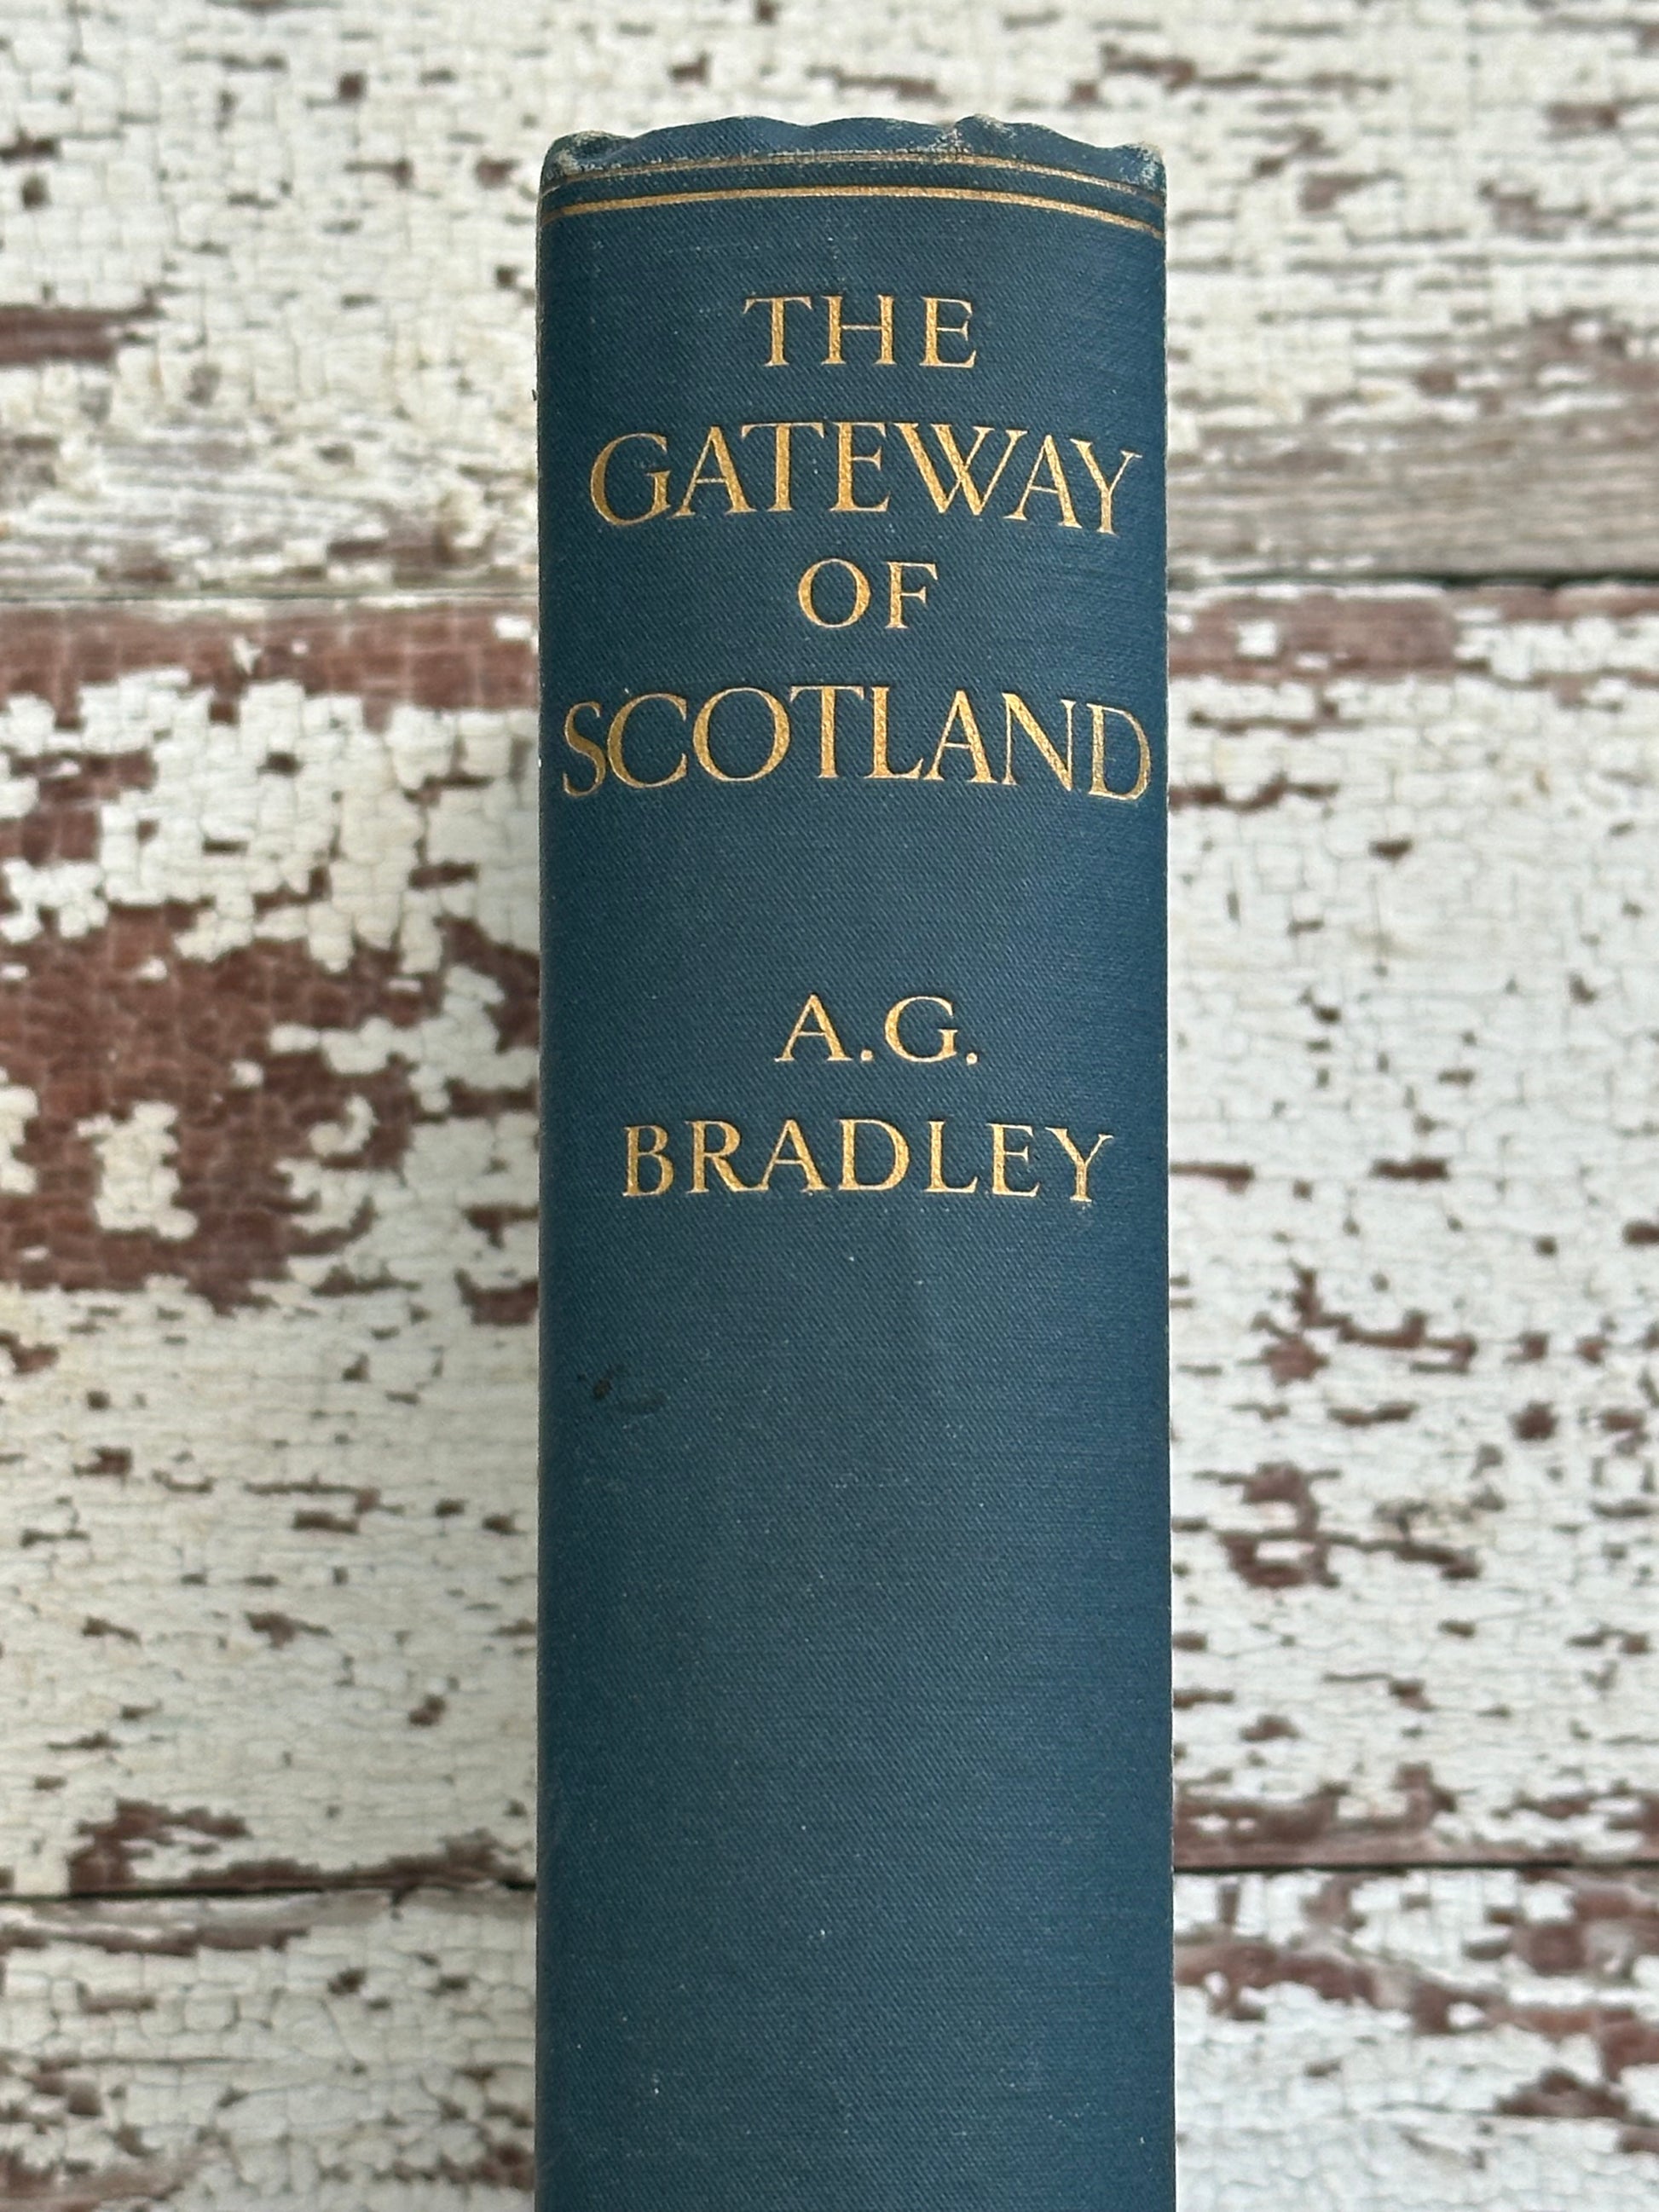 THE
GATEWAY
OF
SCOTLAND
A.G.
BRADLEY